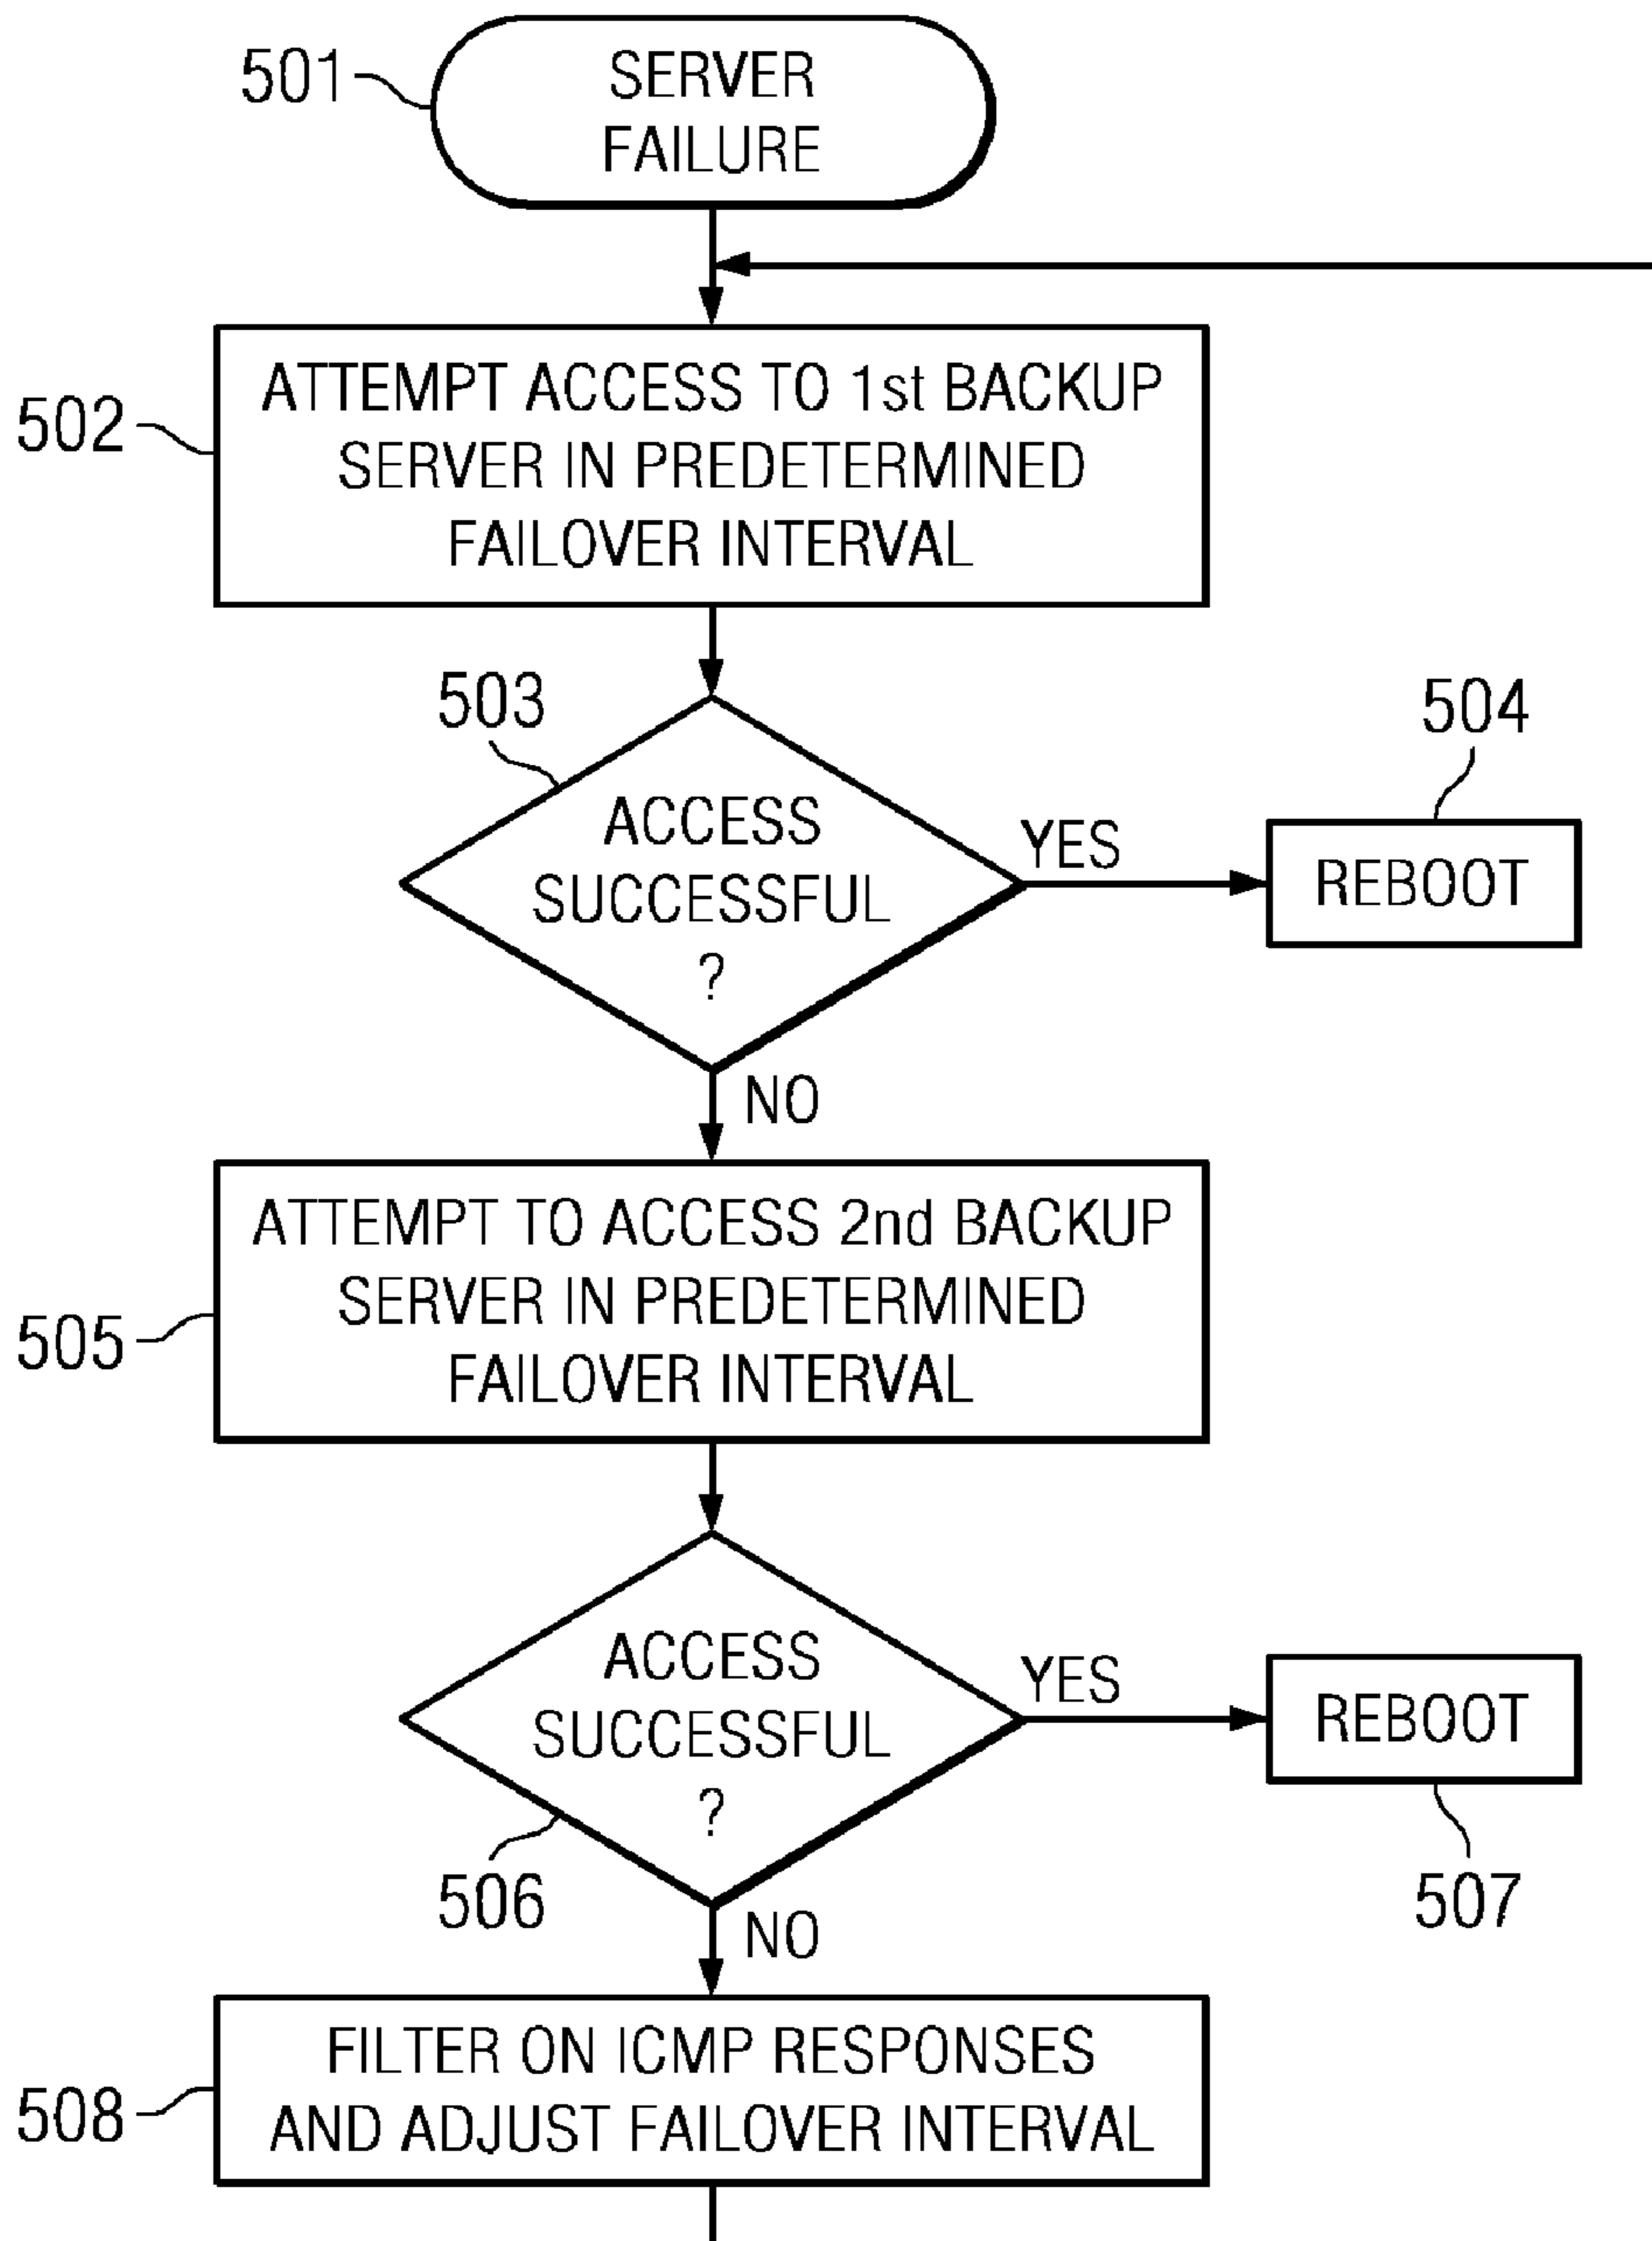 501
SERVER
FAILURE
502
ATTEMPT ACCESS TO 1st BACKUP
SERVER IN PREDETERMINED
FAILOVER INTERVAL
503
ACCESS
SUCCESSFUL
?
YES
504
REBOOT
NO
505
ATTEMPT TO ACCESS 2nd BACKUP
SERVER IN PREDETERMINED
FAILOVER INTERVAL
506
ACCESS
SUCCESSFUL
?
YES
REBOOT
507
NO
508
FILTER ON ICMP RESPONSES
AND ADJUST FAILOVER INTERVAL